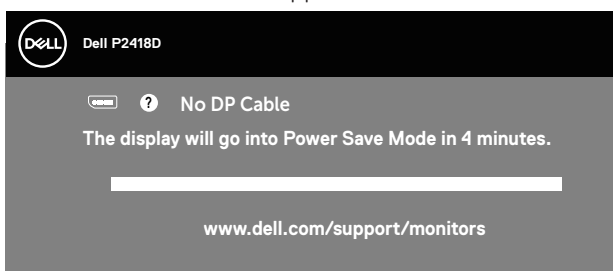 DELL
Dell P2418D
? No DP Cable
The display will go into Power Save Mode in 4 minutes.
www.dell.com/support/monitors